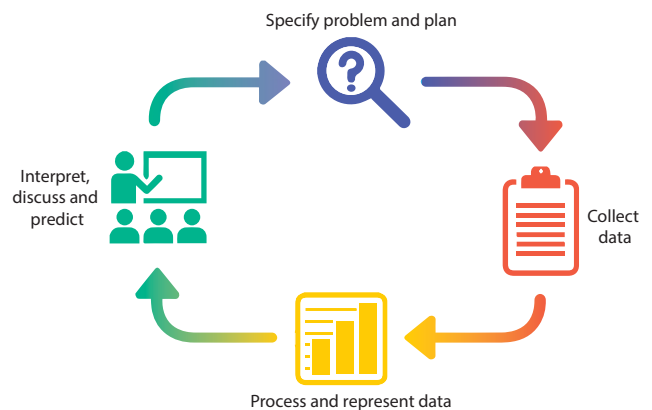 Specify problem and plan
Collect
data
Process and represent data
Interpret,
discuss and
predict
?